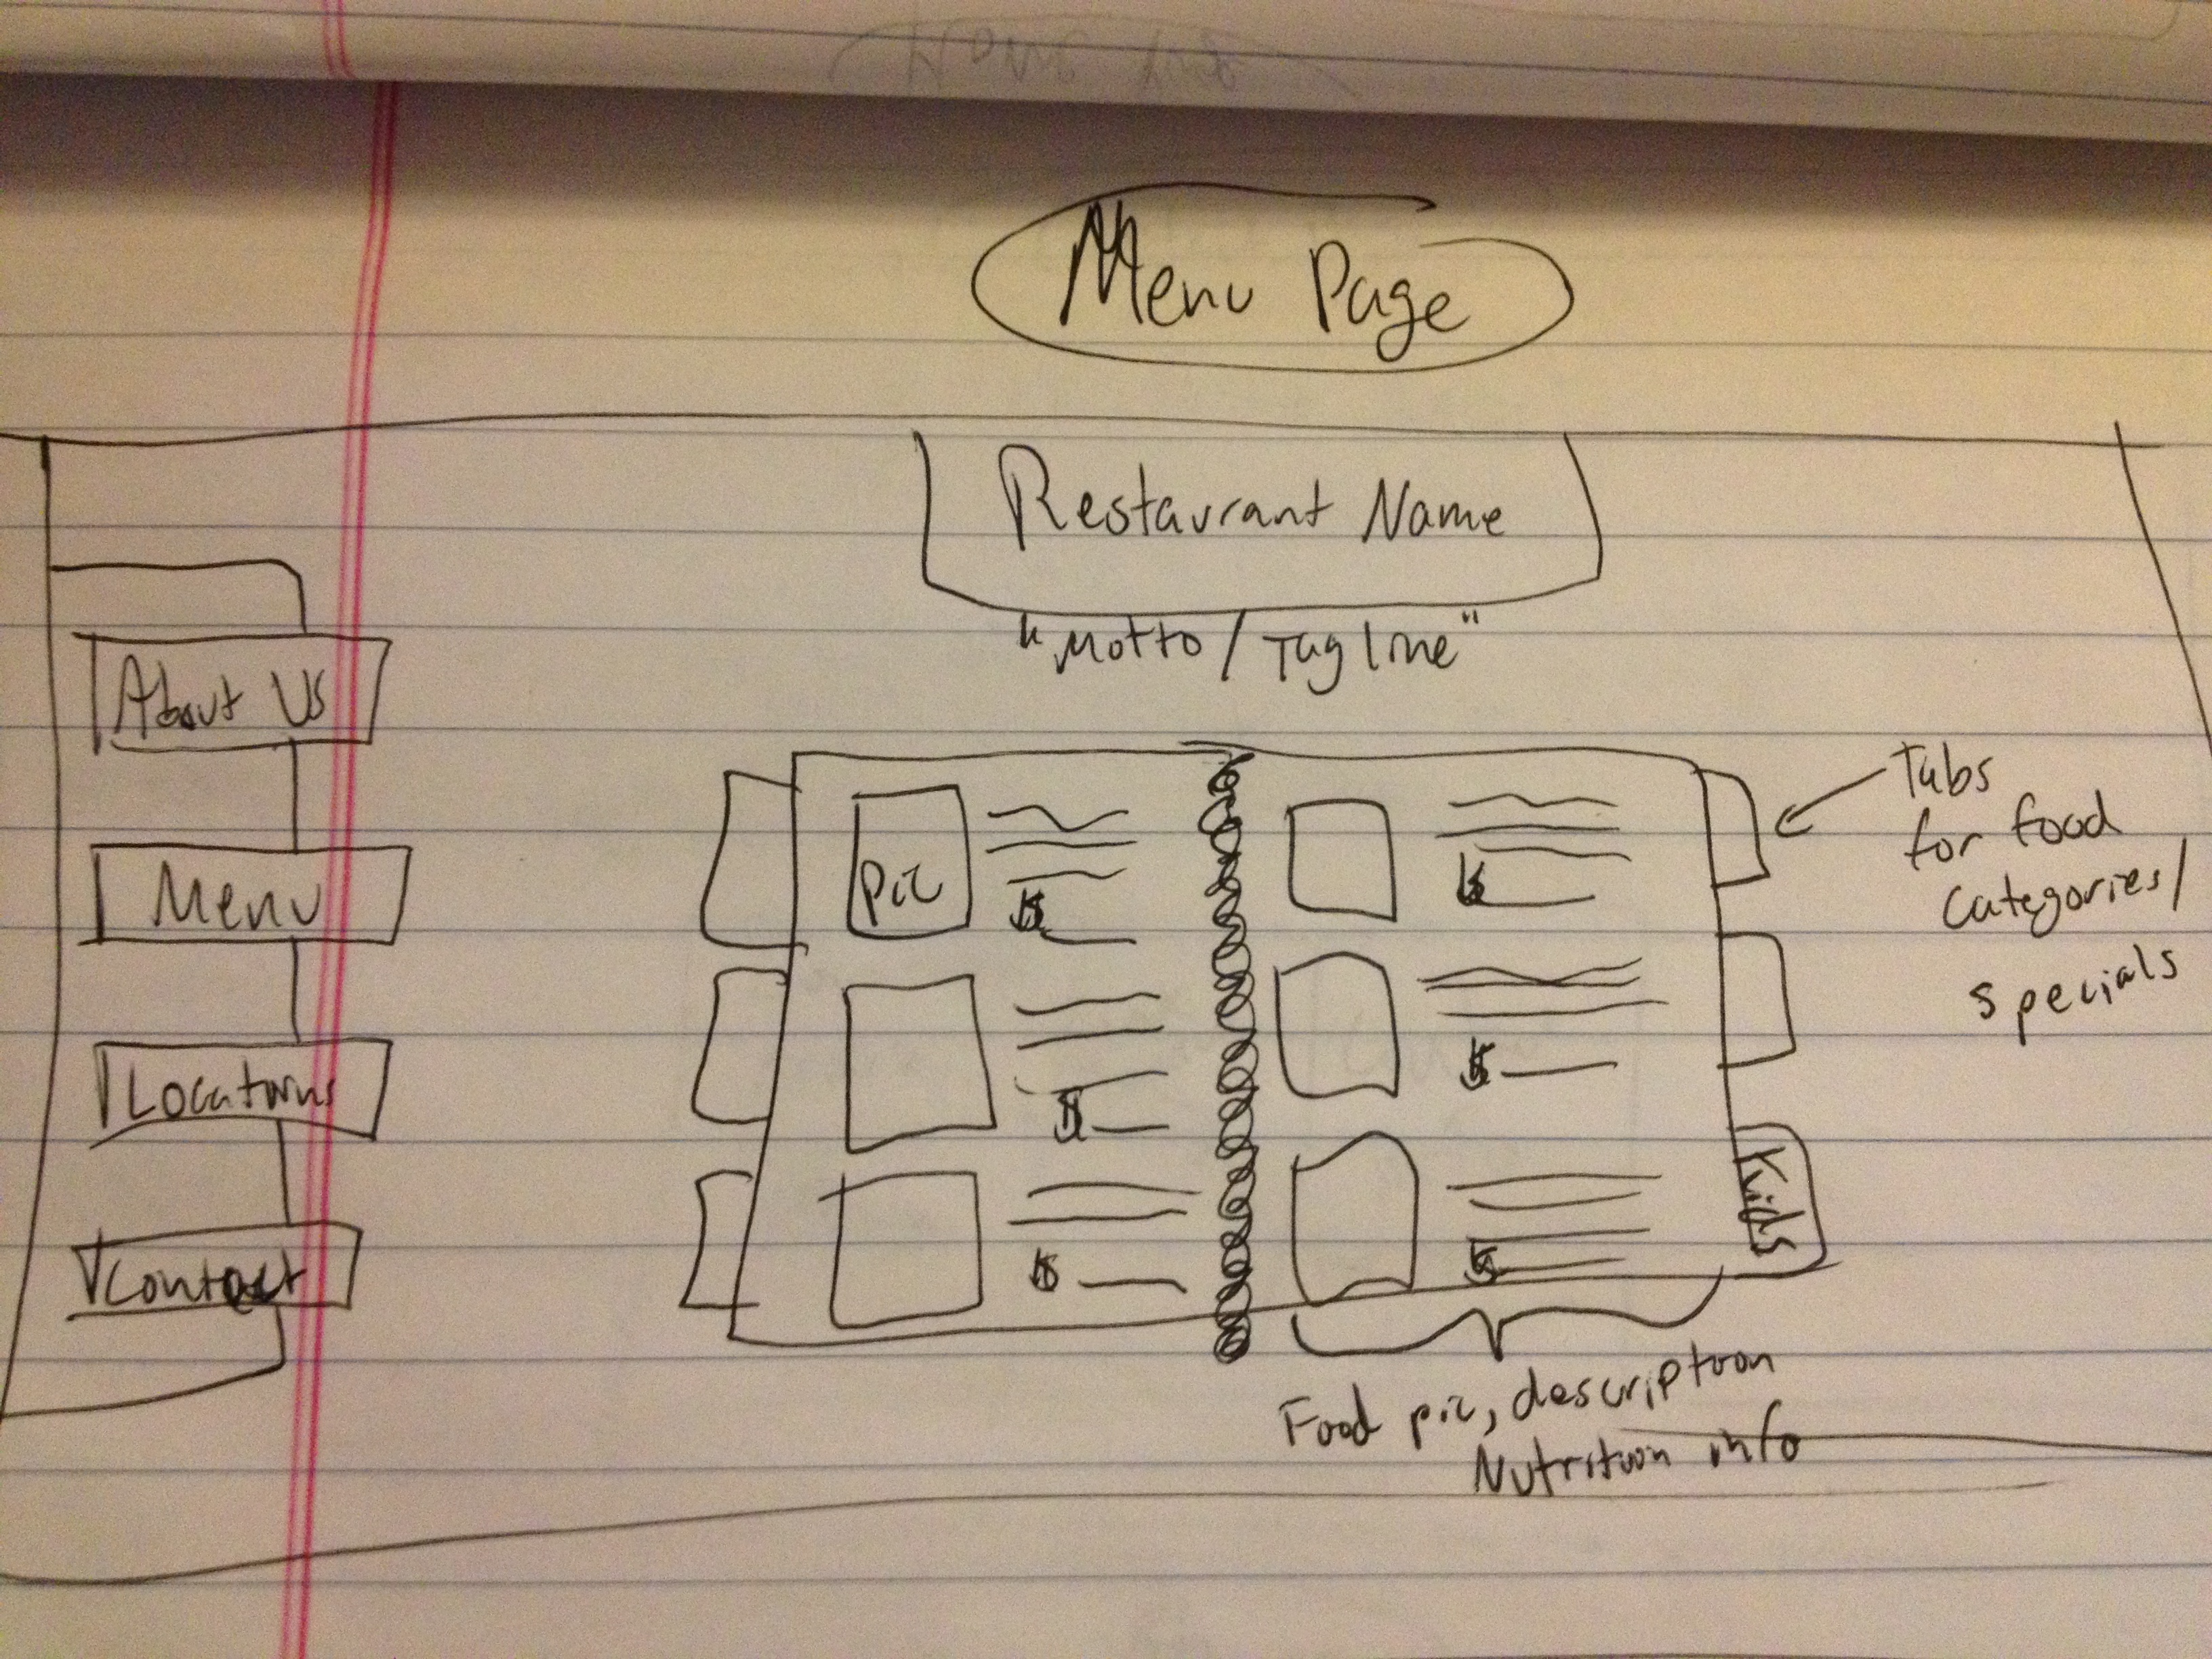 Menu Page
Restaurant Name
"Motto / Tagline"
About Us
Menu
Locations
Contact
Pic
$
$
$
$
$
$
Kids
Tabs
for food
categories/
specials
Food pic, description
Nutrition info